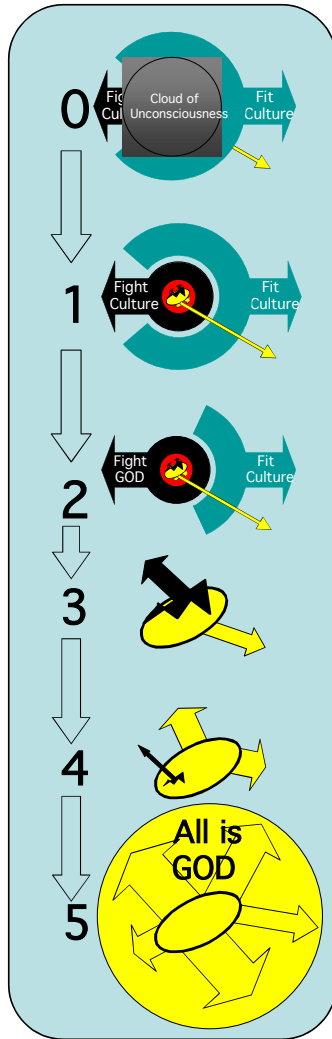 0
Cloud of
Unconsciousness
Fit
Culture
1
Fight
Culture
Fit
Culture
2
Fight
GOD
Fit
Culture
3
4
All is
GOD
5